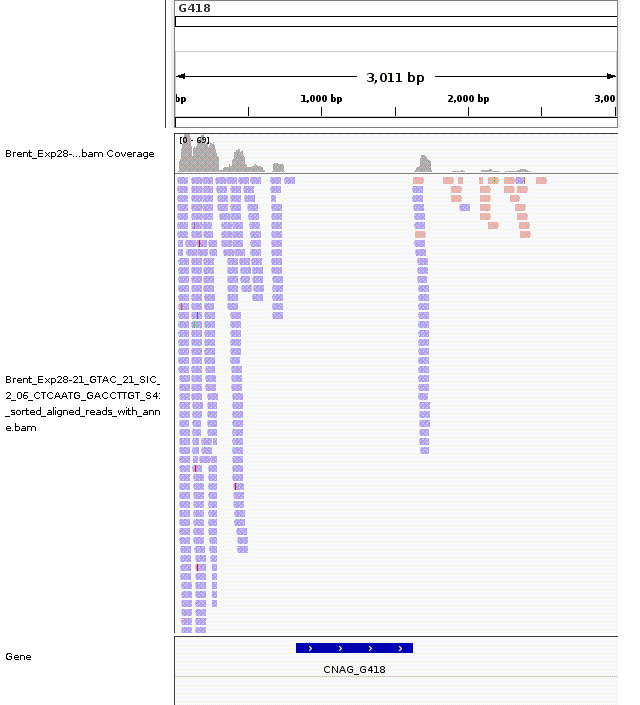 G418
3,011 bp
bp 1,000 bp 2,000 bp 3,00
[0 - 69]
Brent_Exp28-...bam Coverage
Brent_Exp28-21_GTAC_21_SIC_
2_06_CTCAATG_GACCTTGT_S4
_sorted_aligned_reads_with_ann
e.bam
Gene
CNAG_G418